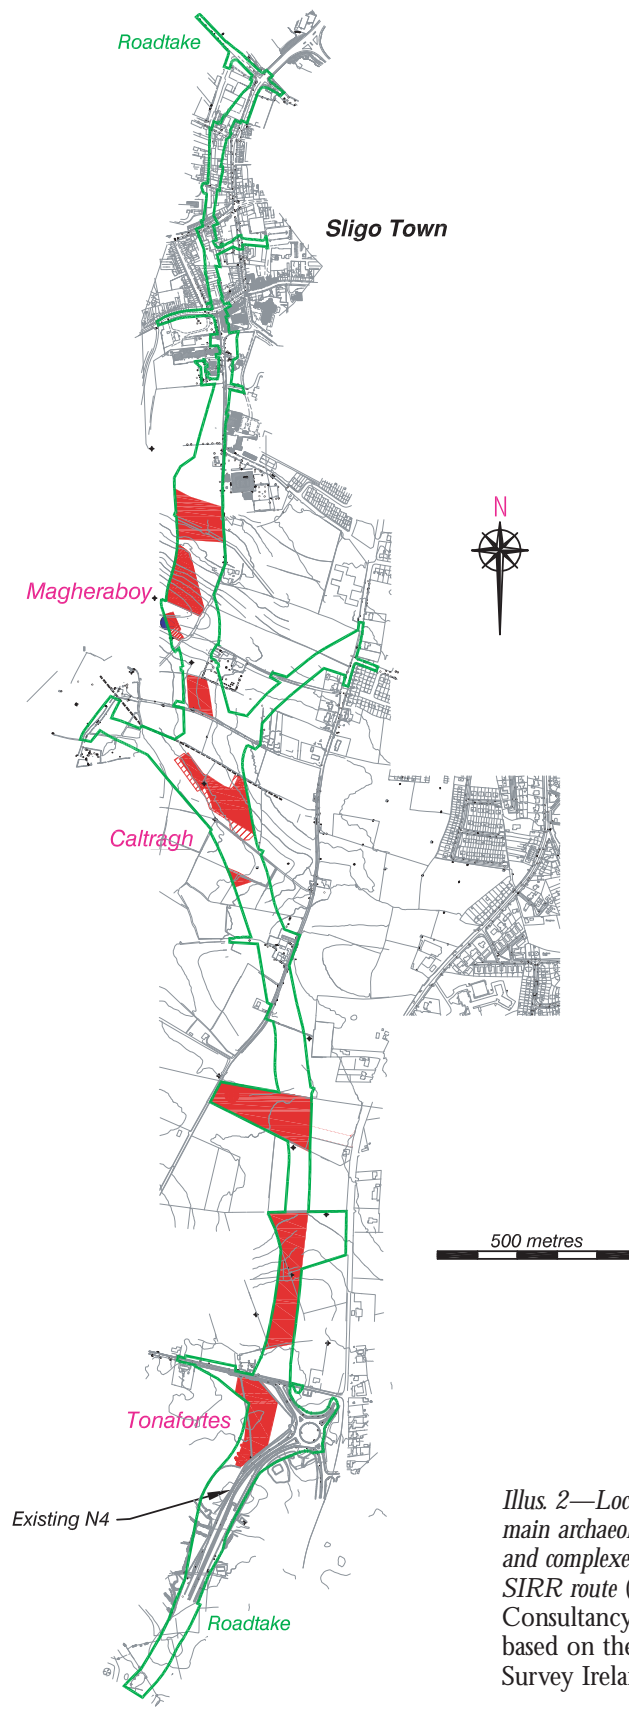 Roadtake
Sligo Town
N
Magheraboy
Caltragh
500 metres
Tonafortes
Existing N4
Roadtake
Illus. 2—Loc
main archaeol
and complexe
SIRR route (
Consultancy
based on the
Survey Irela